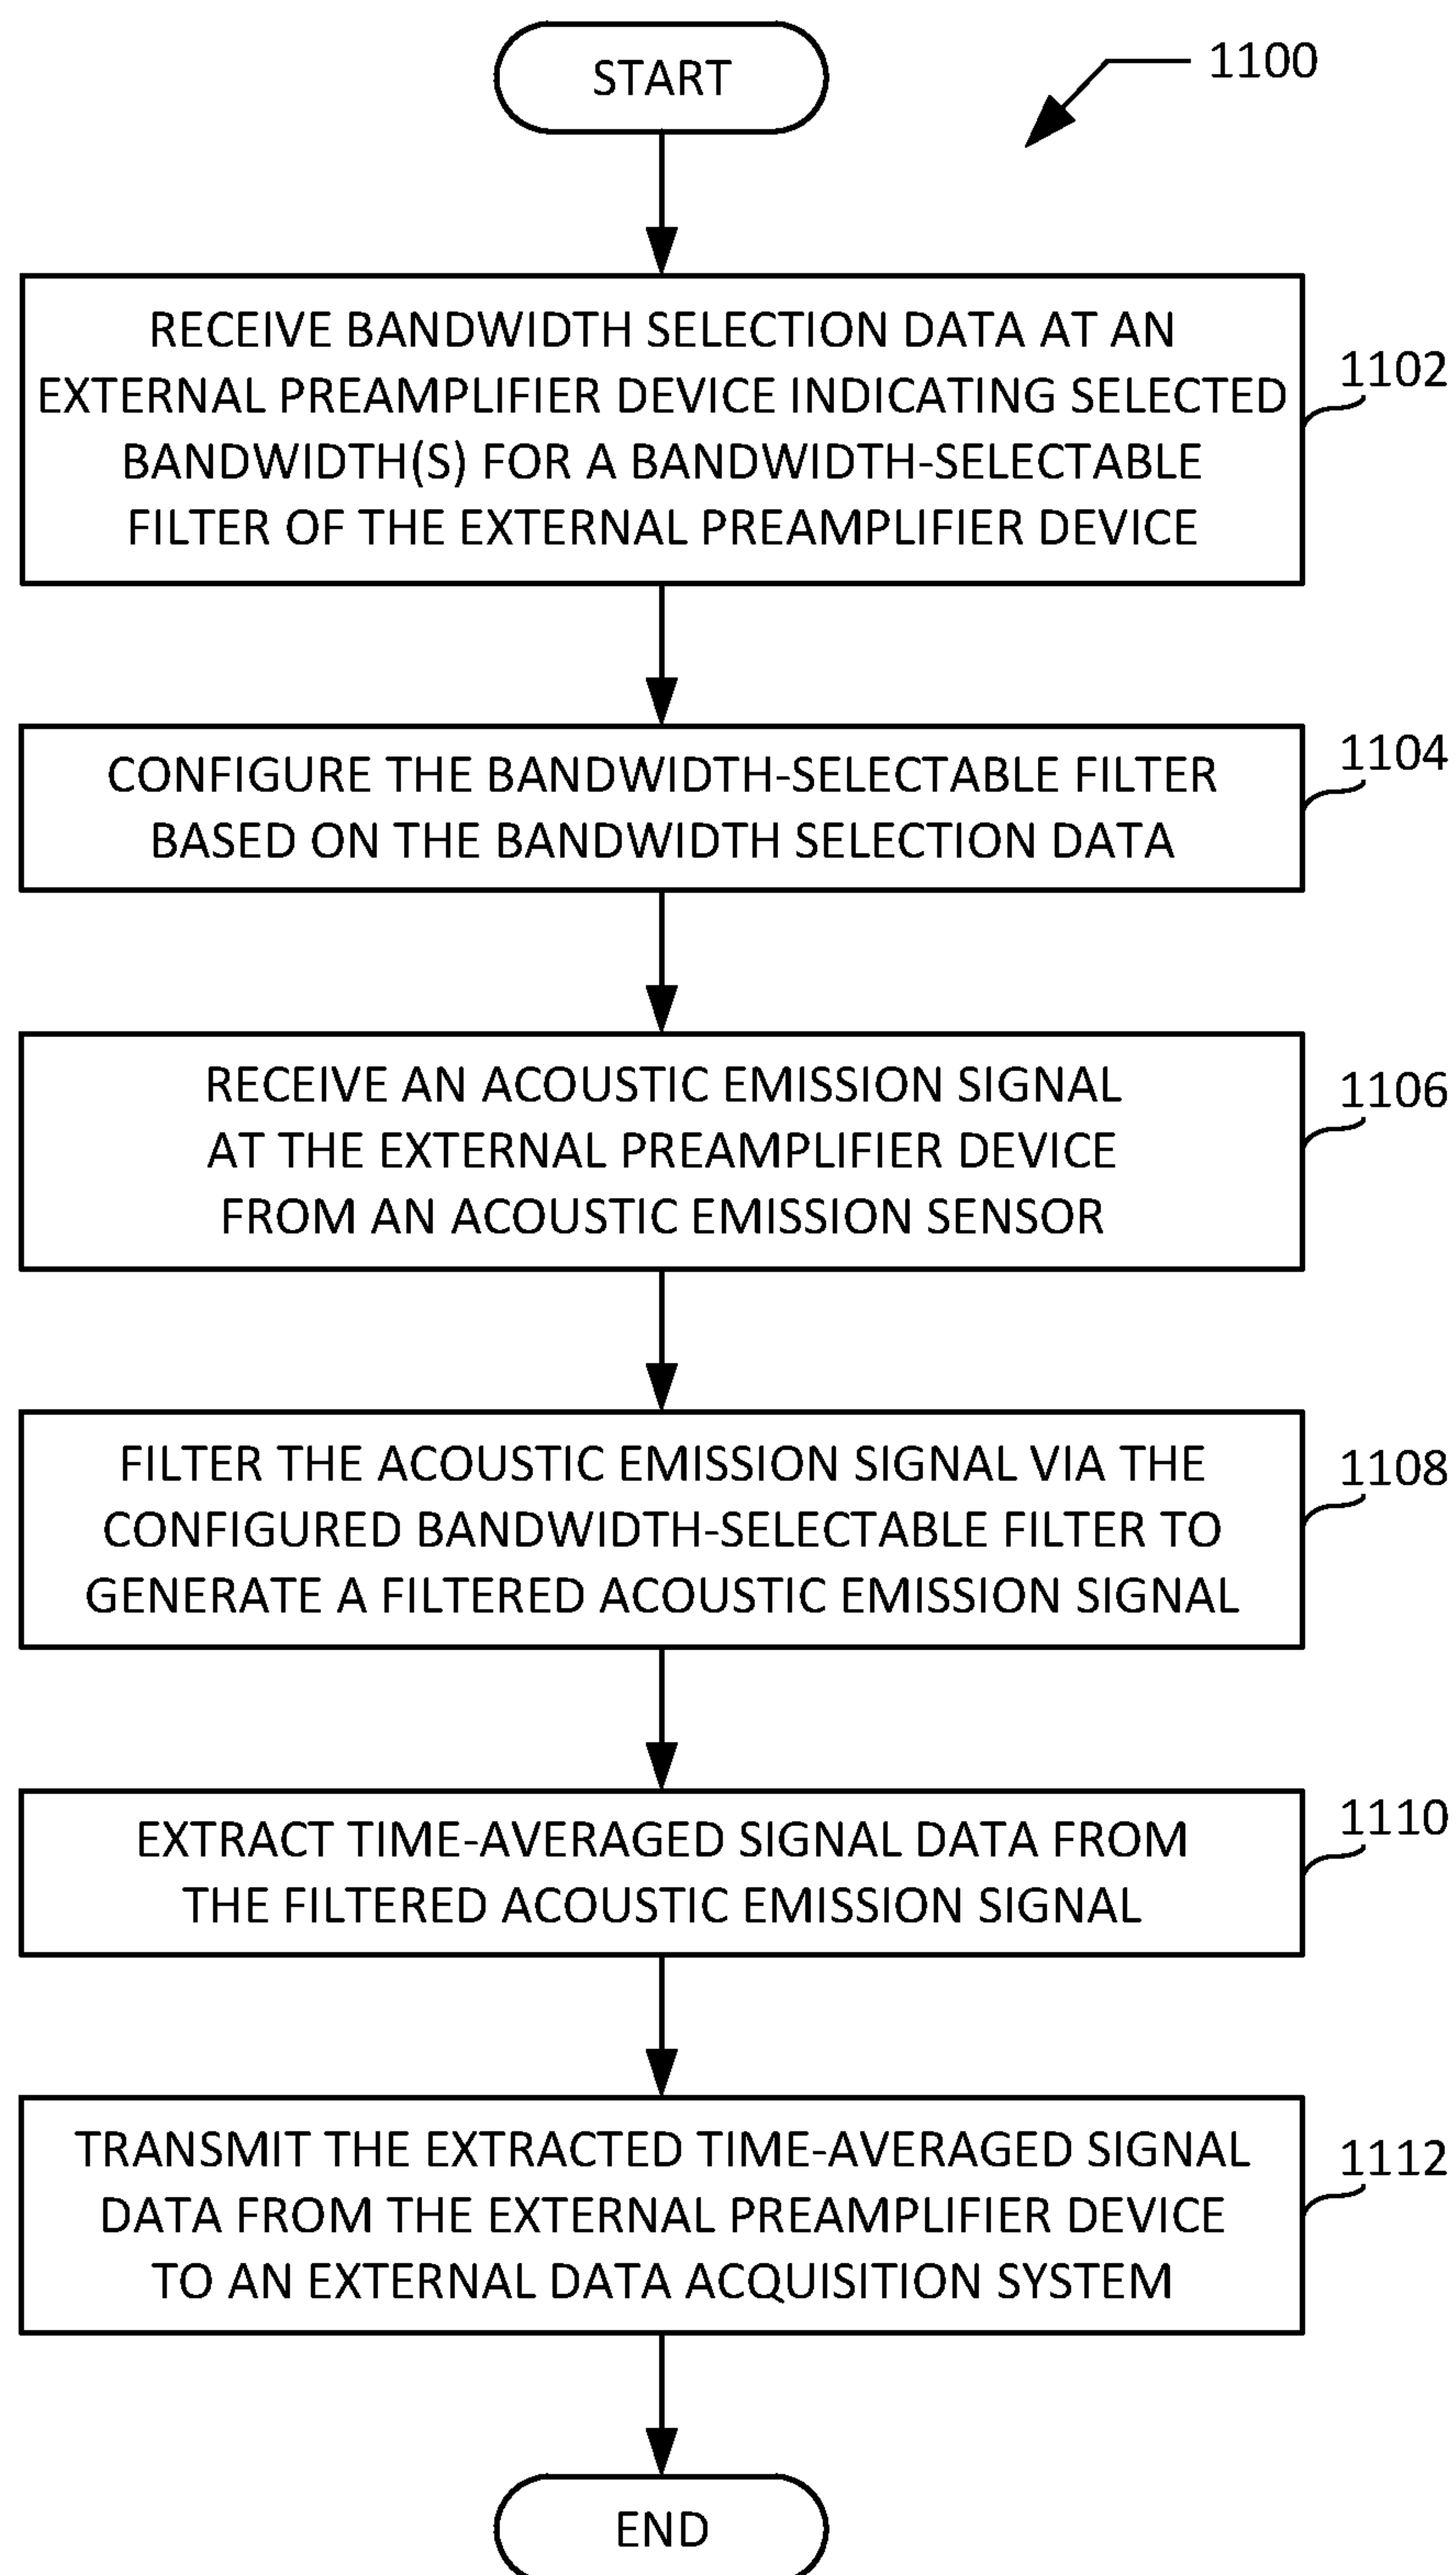 START
1100
RECEIVE BANDWIDTH SELECTION DATA AT AN
EXTERNAL PREAMPLIFIER DEVICE INDICATING SELECTED
BANDWIDTH(S) FOR A BANDWIDTH-SELECTABLE
FILTER OF THE EXTERNAL PREAMPLIFIER DEVICE
1102
CONFIGURE THE BANDWIDTH-SELECTABLE FILTER
BASED ON THE BANDWIDTH SELECTION DATA
1104
RECEIVE AN ACOUSTIC EMISSION SIGNAL
AT THE EXTERNAL PREAMPLIFIER DEVICE
FROM AN ACOUSTIC EMISSION SENSOR
1106
FILTER THE ACOUSTIC EMISSION SIGNAL VIA THE
CONFIGURED BANDWIDTH-SELECTABLE FILTER TO
GENERATE A FILTERED ACOUSTIC EMISSION SIGNAL
1108
EXTRACT TIME-AVERAGED SIGNAL DATA FROM
THE FILTERED ACOUSTIC EMISSION SIGNAL
1110
TRANSMIT THE EXTRACTED TIME-AVERAGED SIGNAL
DATA FROM THE EXTERNAL PREAMPLIFIER DEVICE
TO AN EXTERNAL DATA ACQUISITION SYSTEM
1112
END